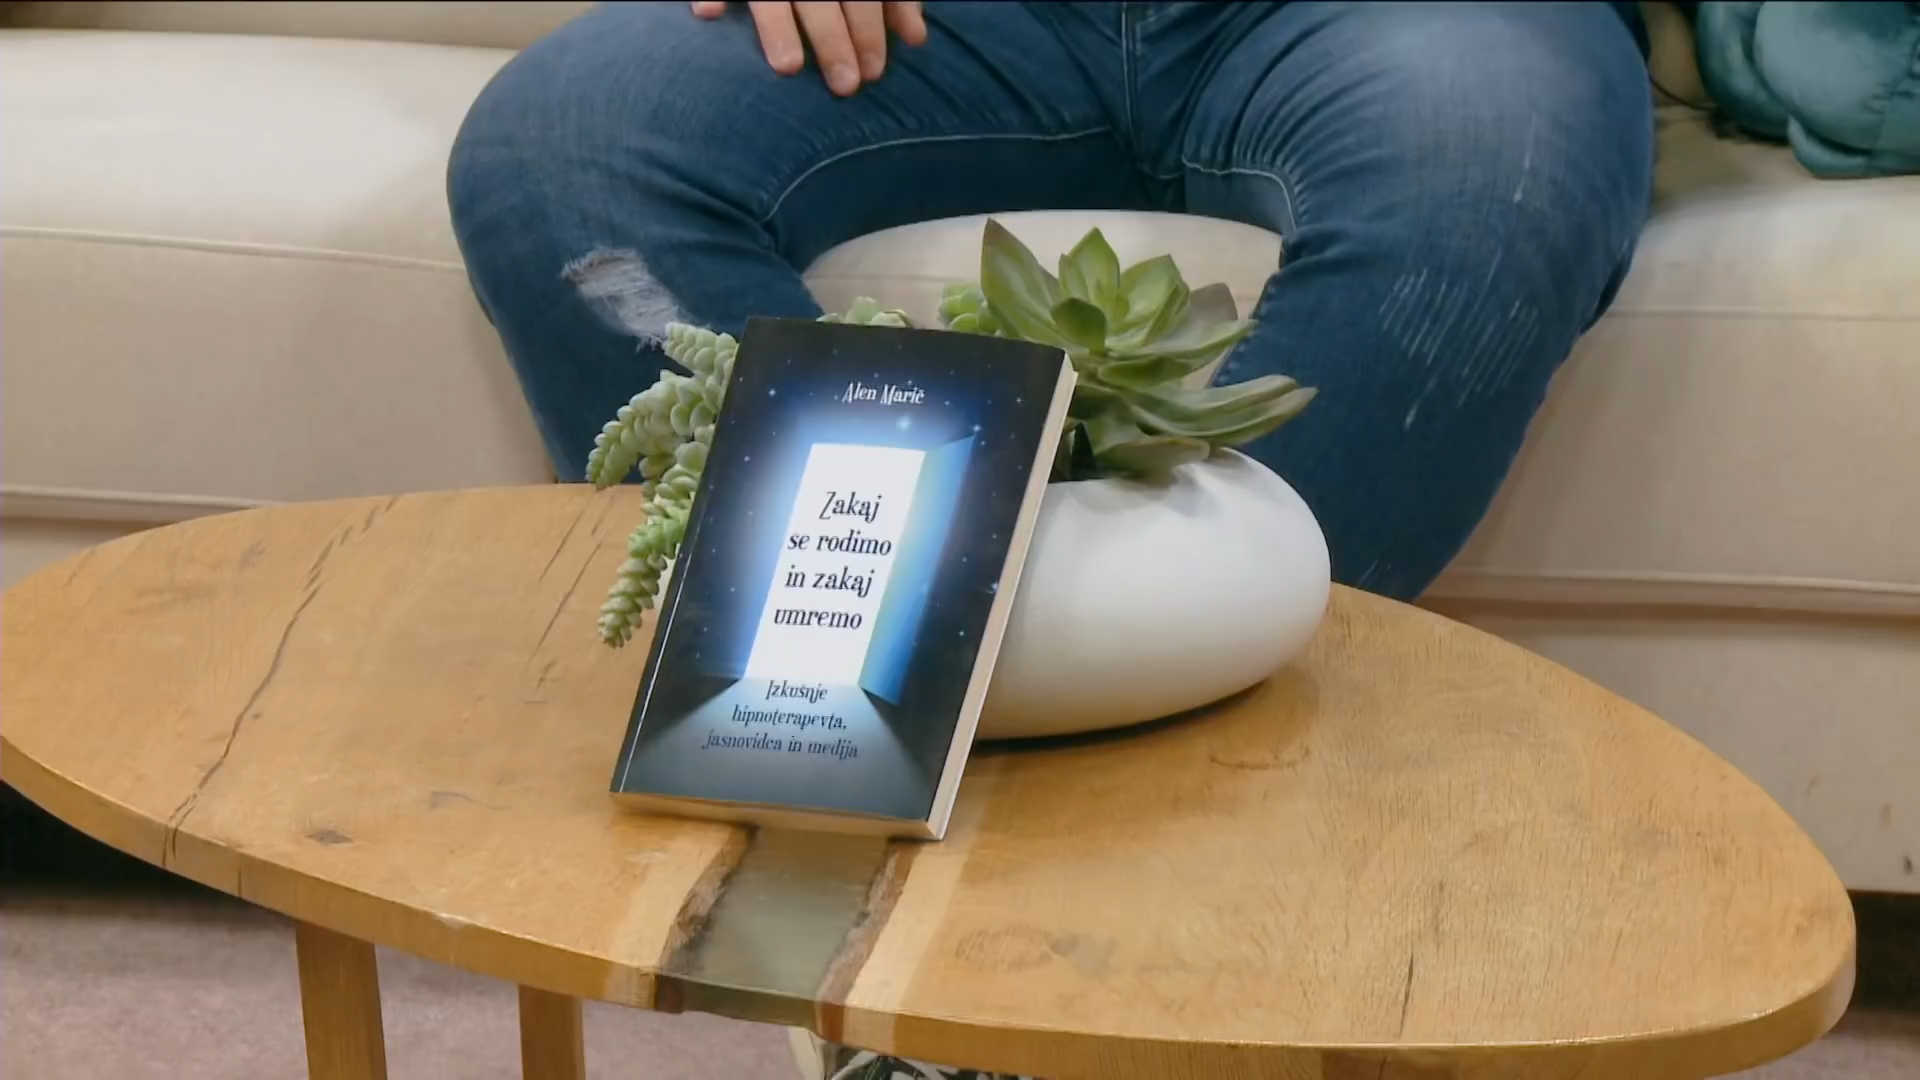 Alen Marič
Zakaj
se rodimo
in zakaj
umremo
Izkušnje
hipnoterapevta,
jasnovidca in medija